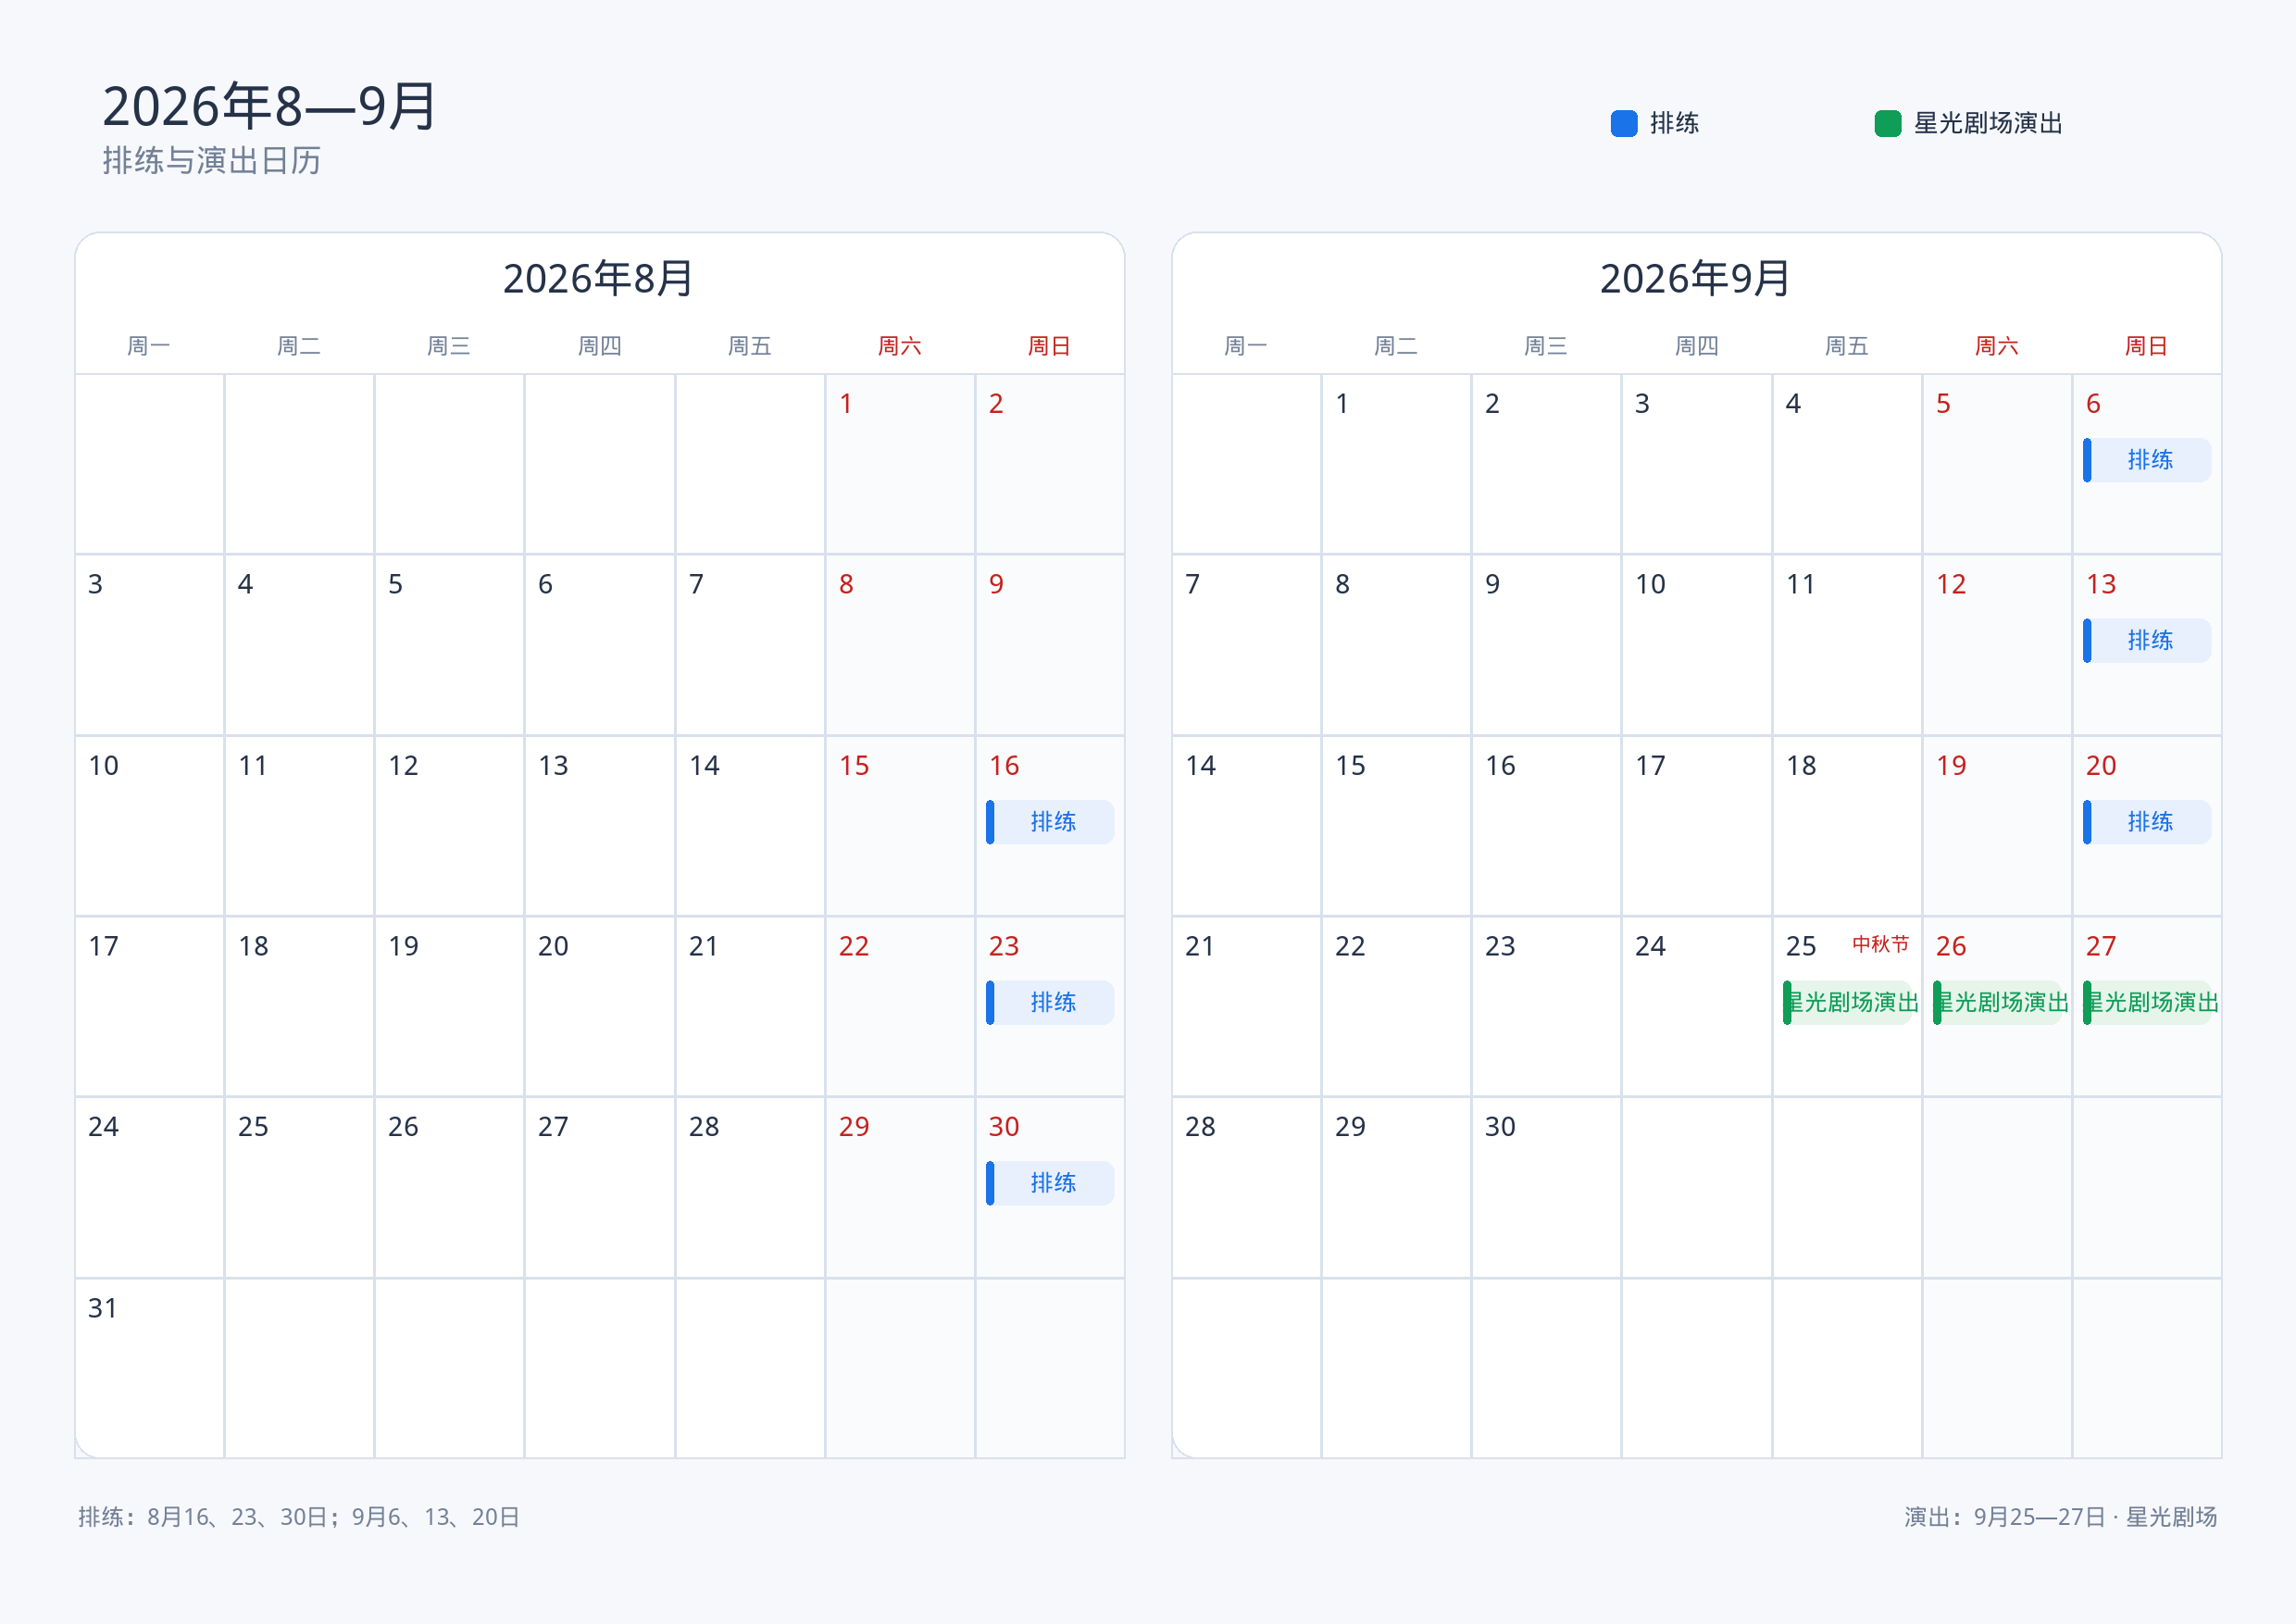 2026年8—9月
排练与演出日历
排练
星光剧场演出
2026年8月
周一 周二 周三 周四 周五 周六 周日
1 2
3 4 5 6 7 8 9
10 11 12 13 14 15 16
排练
17 18 19 20 21 22 23
排练
24 25 26 27 28 29 30
排练
31
2026年9月
周一 周二 周三 周四 周五 周六 周日
1 2 3 4 5 6
排练
7 8 9 10 11 12 13
排练
14 15 16 17 18 19 20
排练
21 22 23 24 25 中秋节 26 27
星光剧场演出 星光剧场演出 星光剧场演出
28 29 30
排练：8月16、23、30日；9月6、13、20日
演出：9月25—27日 · 星光剧场